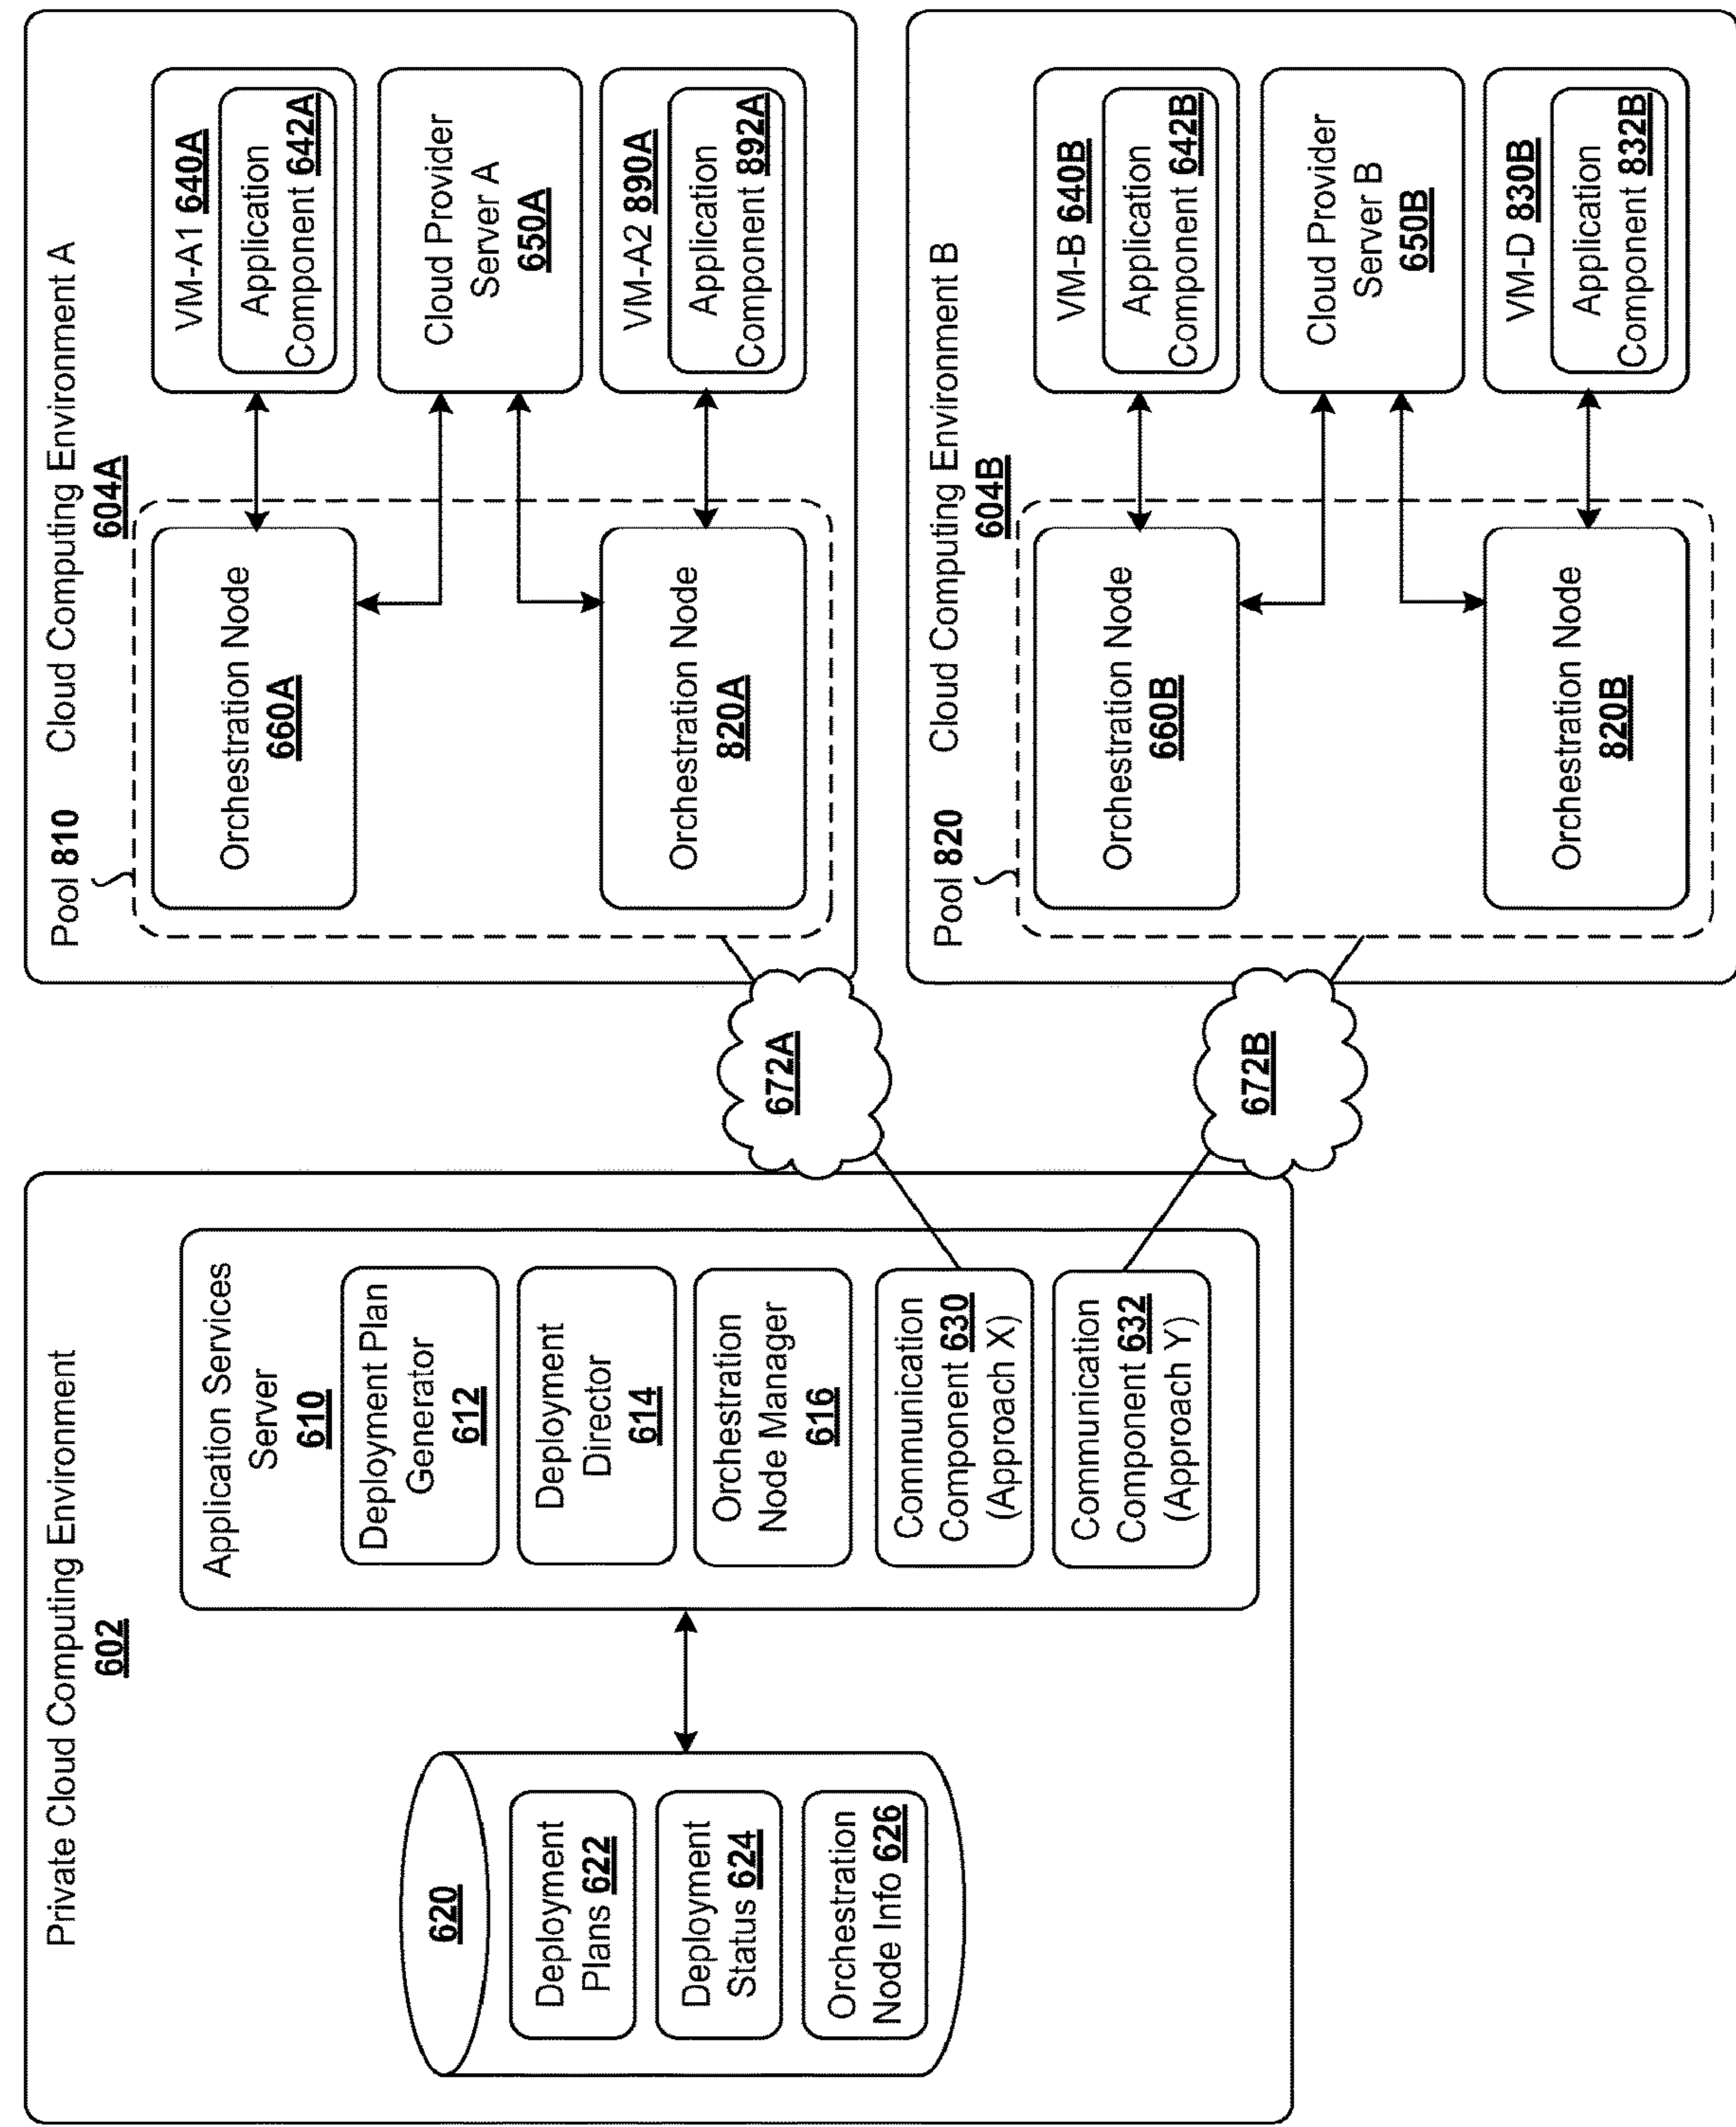 Private Cloud Computing Environment
602
620
Deployment
Plans 622
Deployment
Status 624
Orchestration
Node Info 626
Application Services
Server
610
Deployment Plan
Generator
612
Deployment
Director
614
Orchestration
Node Manager
616
Communication
Component 630
(Approach X)
Communication
Component 632
(Approach Y)
672A
672B
Pool 810
Cloud Computing Environment A
604A
Orchestration Node
660A
Orchestration Node
820A
VM-A1 640A
Application
Component 642A
Cloud Provider
Server A
650A
VM-A2 890A
Application
Component 892A
Pool 820
Cloud Computing Environment B
604B
Orchestration Node
660B
Orchestration Node
820B
VM-B 640B
Application
Component 642B
Cloud Provider
Server B
650B
VM-D 830B
Application
Component 832B